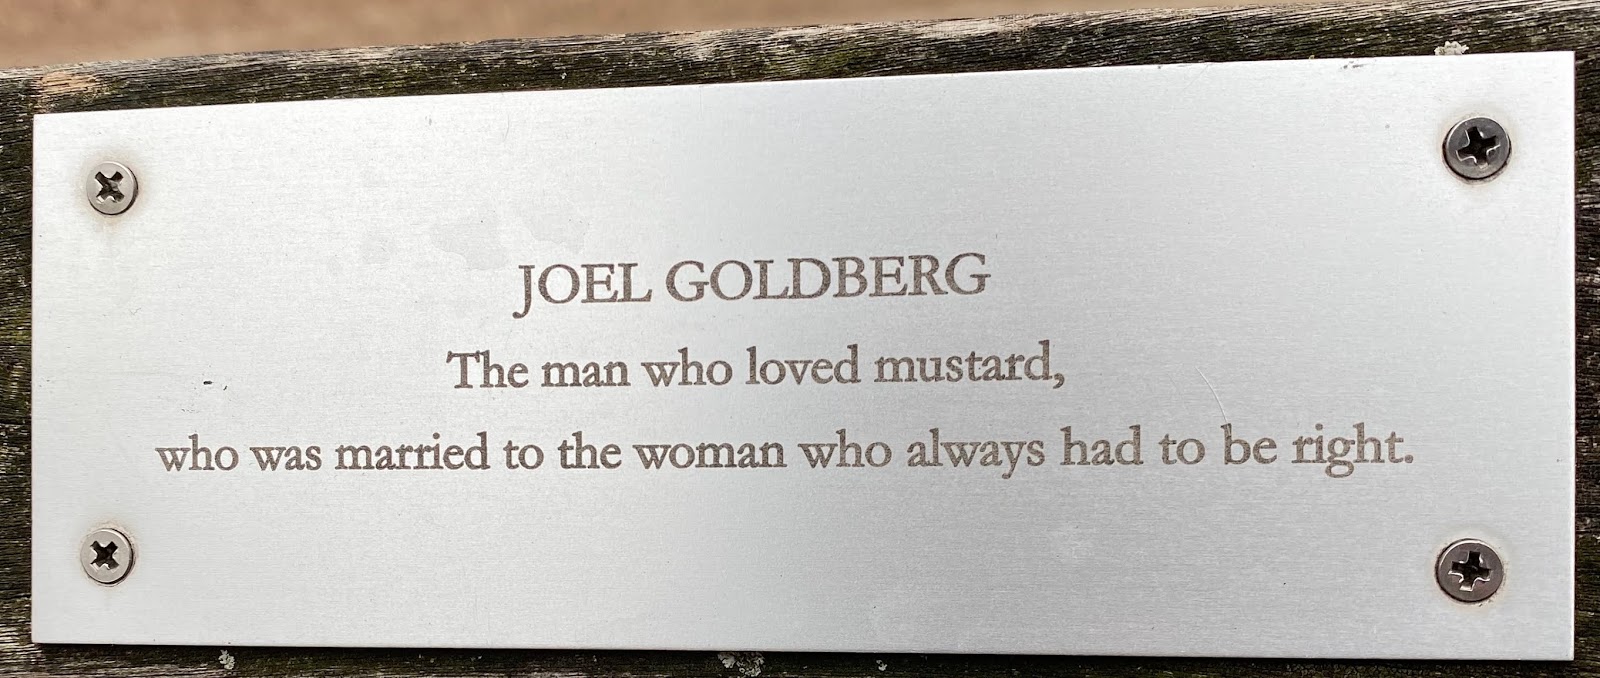 JOEL GOLDBERG
The man who loved mustard,
who was married to the woman who always had to be right.